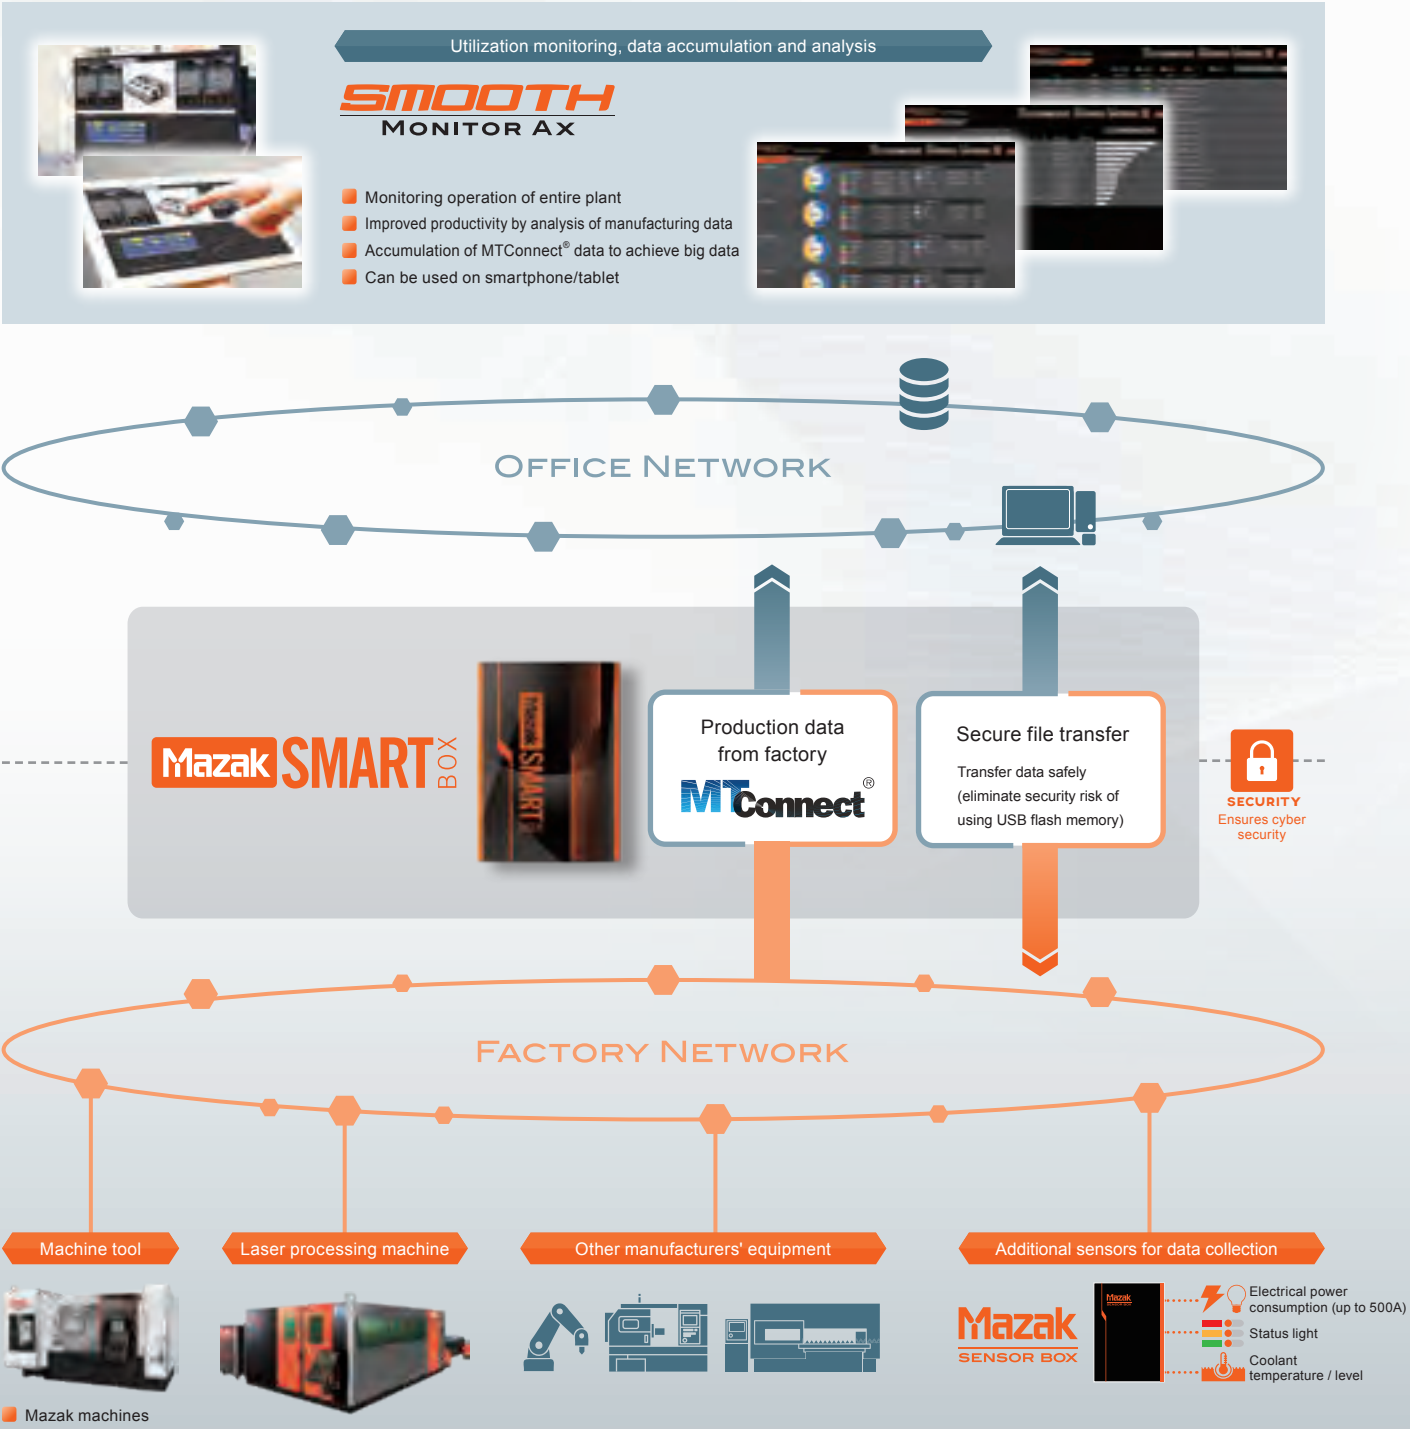 Utilization monitoring, data accumulation and analysis
SMOOTH
MONITOR AX
Monitoring operation of entire plant
Improved productivity by analysis of manufacturing data
Accumulation of MTConnect® data to achieve big data
Can be used on smartphone/tablet
OFFICE NETWORK
Mazak SMART BOX
Mazak SMART
Production data
from factory
MTConnect®
Secure file transfer
Transfer data safely
(eliminate security risk of
using USB flash memory)
SECURITY
Ensures cyber
security
FACTORY NETWORK
Machine tool
Laser processing machine
Other manufacturers' equipment
Additional sensors for data collection
Mazak
SENSOR BOX
Mazak
Electrical power
consumption (up to 500A)
Status light
Coolant
temperature / level
Mazak machines